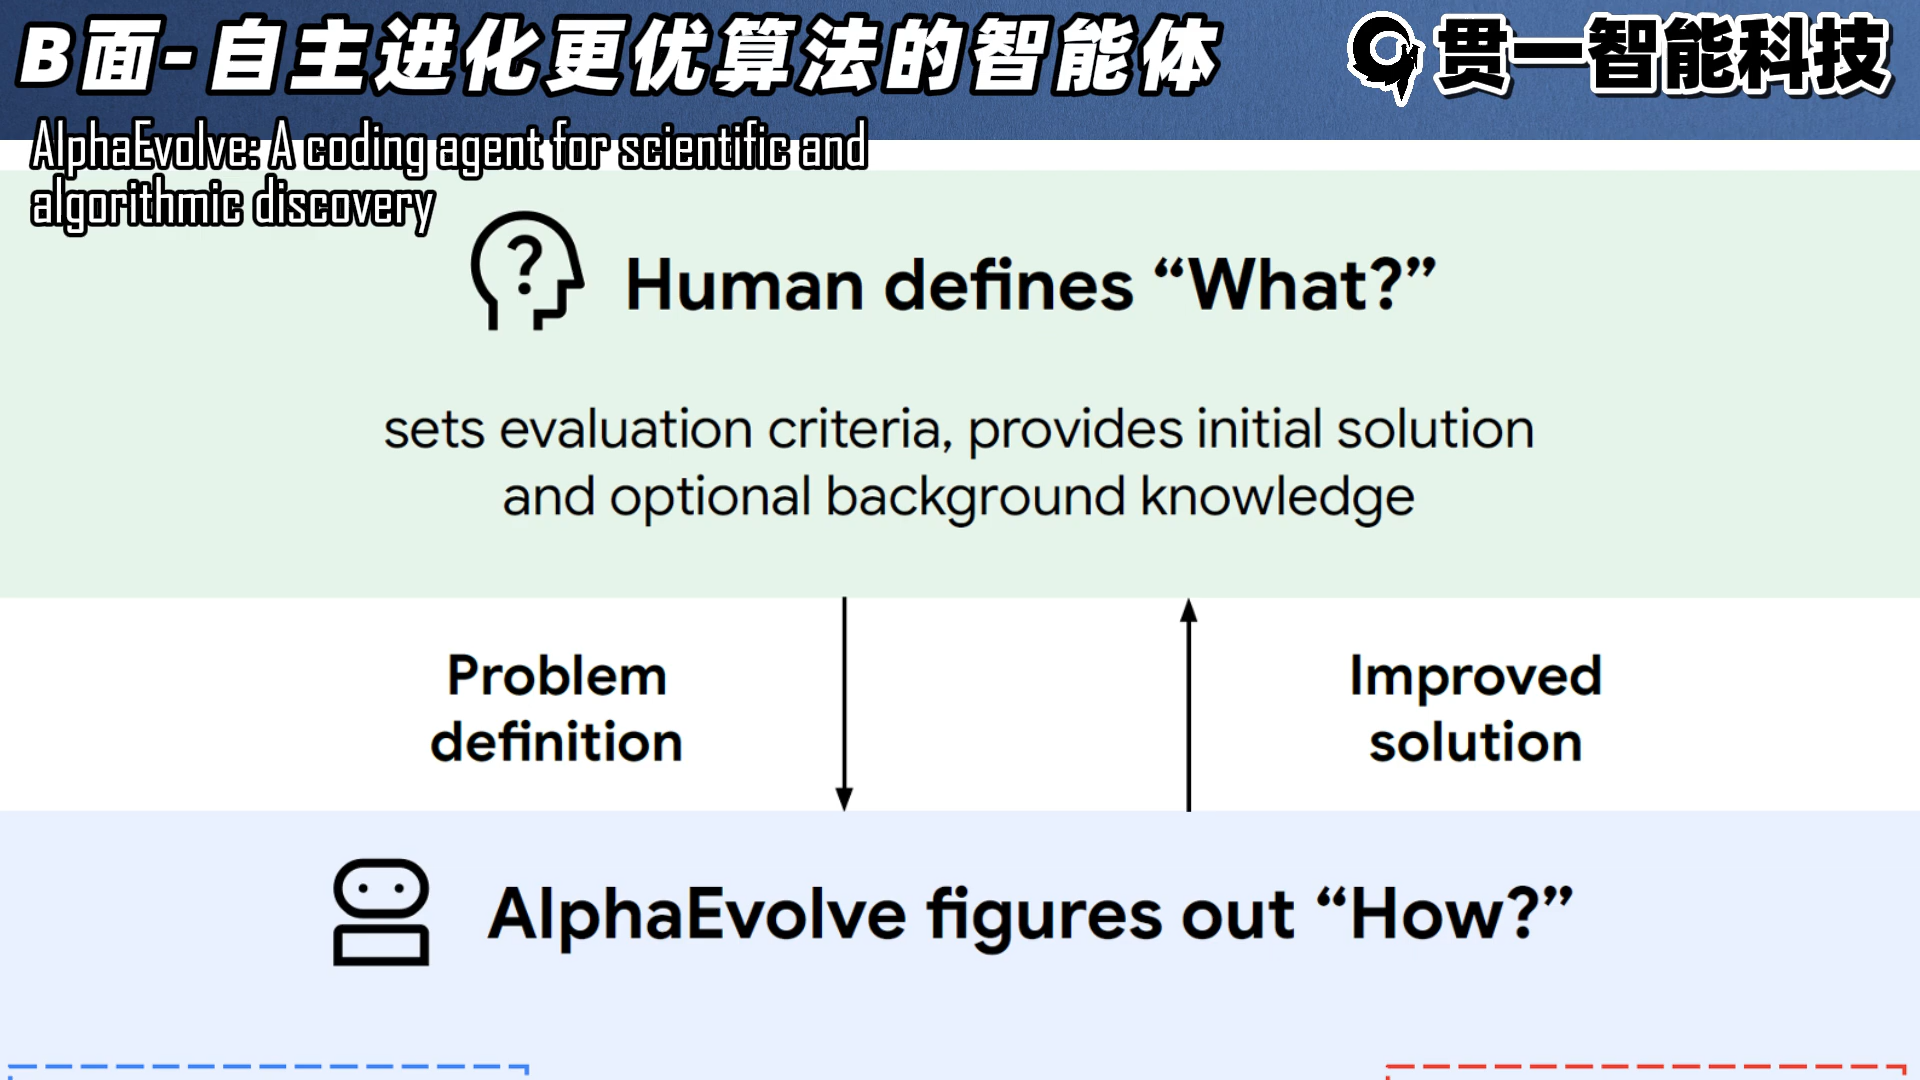 B面-自主进化更优算法的智能体
贯一智能科技
AlphaEvolve: A coding agent for scientific and
algorithmic discovery
?
Human defines “What?”
sets evaluation criteria, provides initial solution
and optional background knowledge
Problem
definition
Improved
solution
AlphaEvolve figures out “How?”